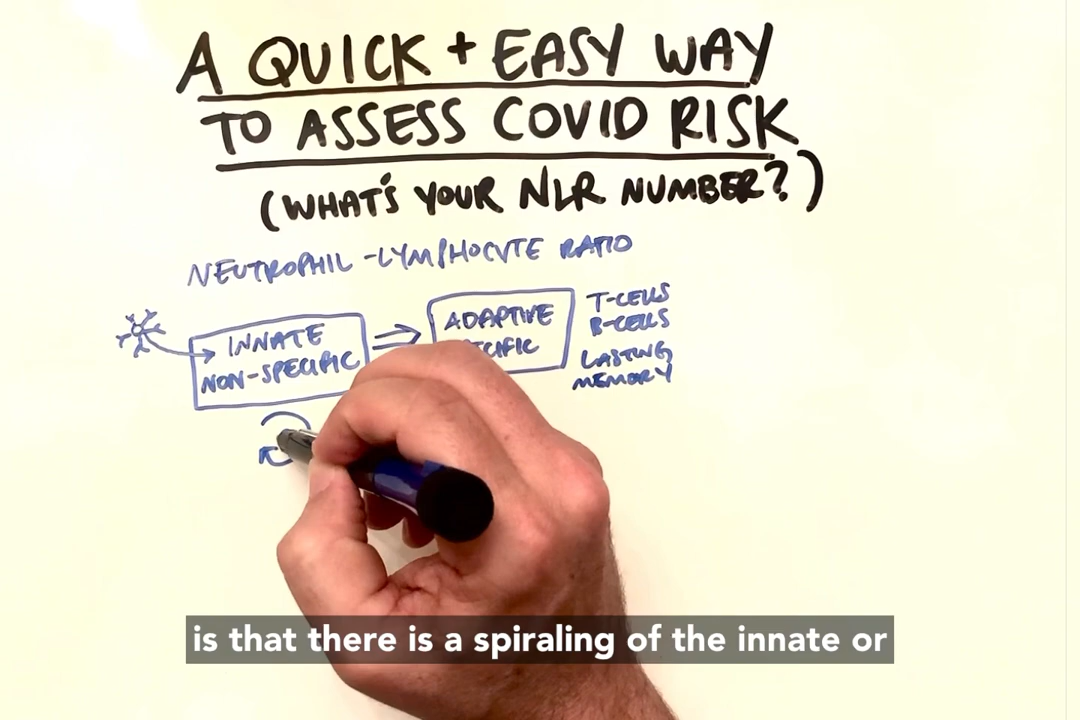 A QUICK + EASY WAY
TO ASSESS COVID RISK
(WHAT'S YOUR NLR NUMBER?)
NEUTROPHIL-LYMPHOCYTE RATIO
INNATE
NON-SPECIFIC
ADAPTIVE
T-CELLS
B-CELLS
LASTING
MEMORY
is that there is a spiraling of the innate or